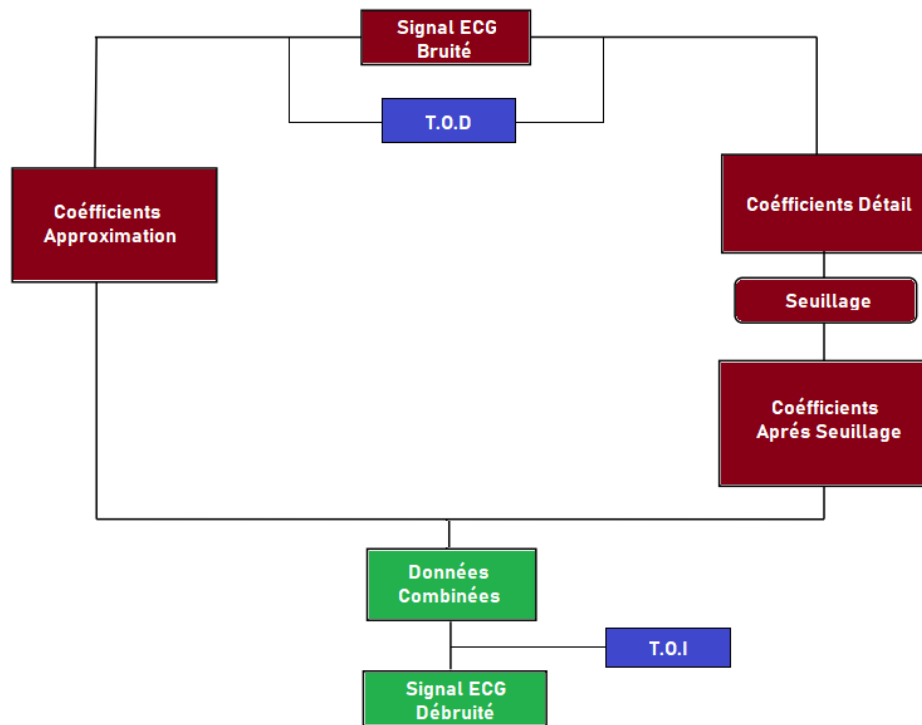 Signal ECG
Bruité
T.O.D
Coéfficients
Approximation
Coéfficients Détail
Seuillage
Coéfficients
Aprés Seuillage
Données
Combinées
T.O.I
Signal ECG
Débruité